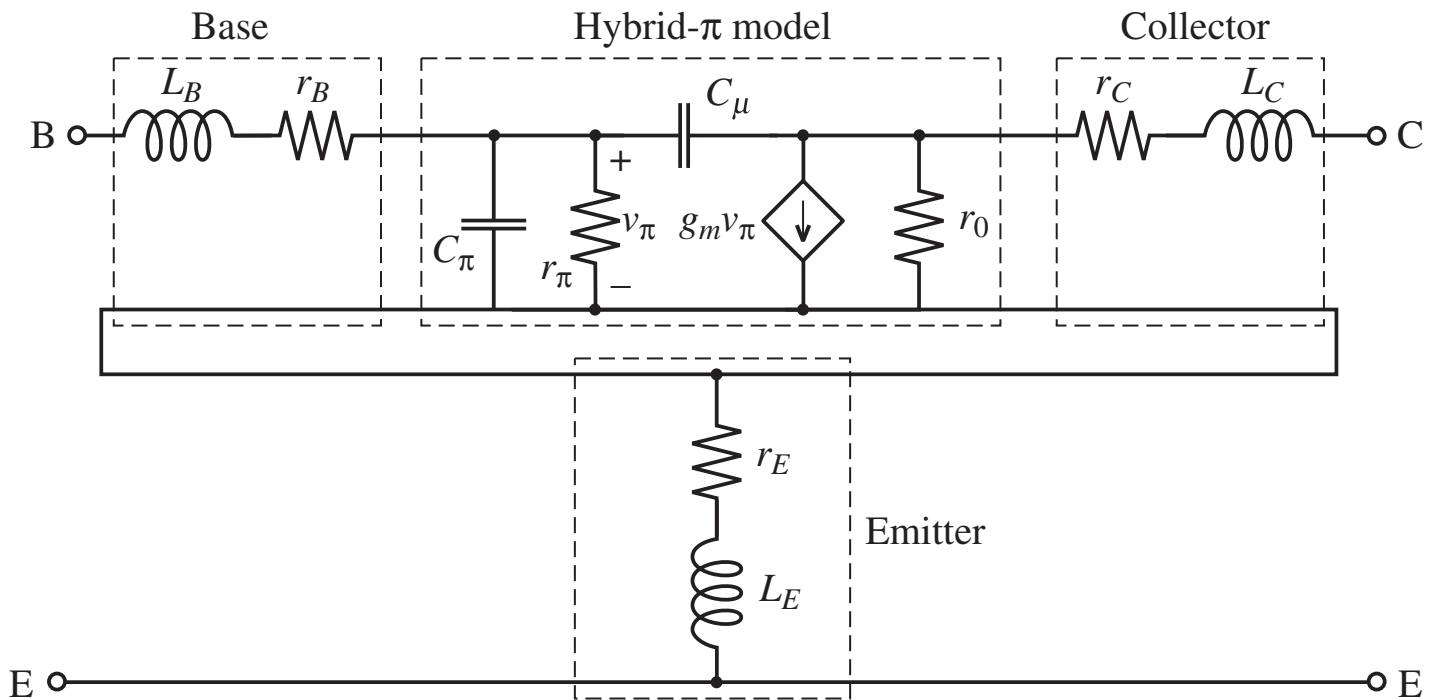 Base Hybrid-π model Collector
L_B r_B C_μ r_C L_C
B C
+
C_π r_π v_π g_m v_π r_0
−
r_E
Emitter
L_E
E E